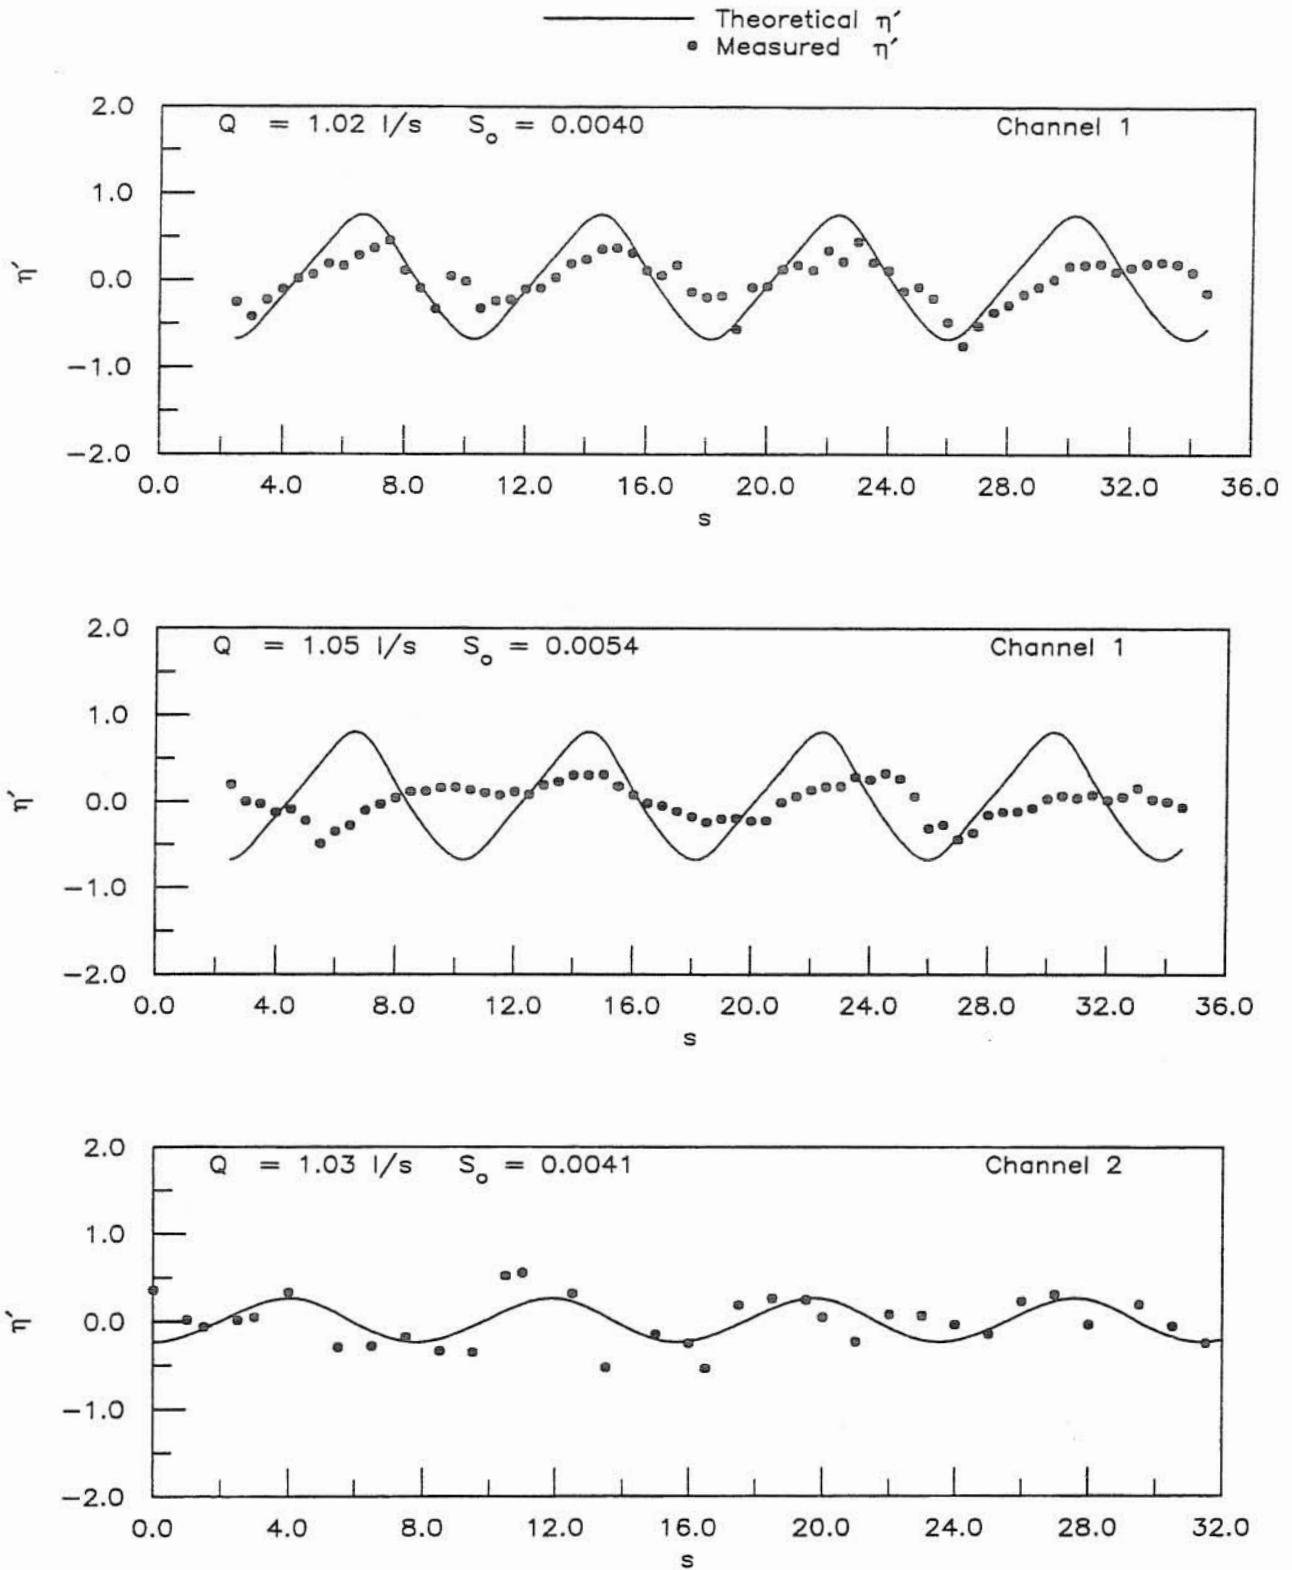 Theoretical η′
Measured η′
2.0
Q = 1.02 l/s S₀ = 0.0040 Channel 1
1.0
η′
0.0
−1.0
−2.0
0.0 4.0 8.0 12.0 16.0 20.0 24.0 28.0 32.0 36.0
s
2.0
Q = 1.05 l/s S₀ = 0.0054 Channel 1
1.0
η′
0.0
−1.0
−2.0
0.0 4.0 8.0 12.0 16.0 20.0 24.0 28.0 32.0 36.0
s
2.0
Q = 1.03 l/s S₀ = 0.0041 Channel 2
1.0
η′
0.0
−1.0
−2.0
0.0 4.0 8.0 12.0 16.0 20.0 24.0 28.0 32.0
s